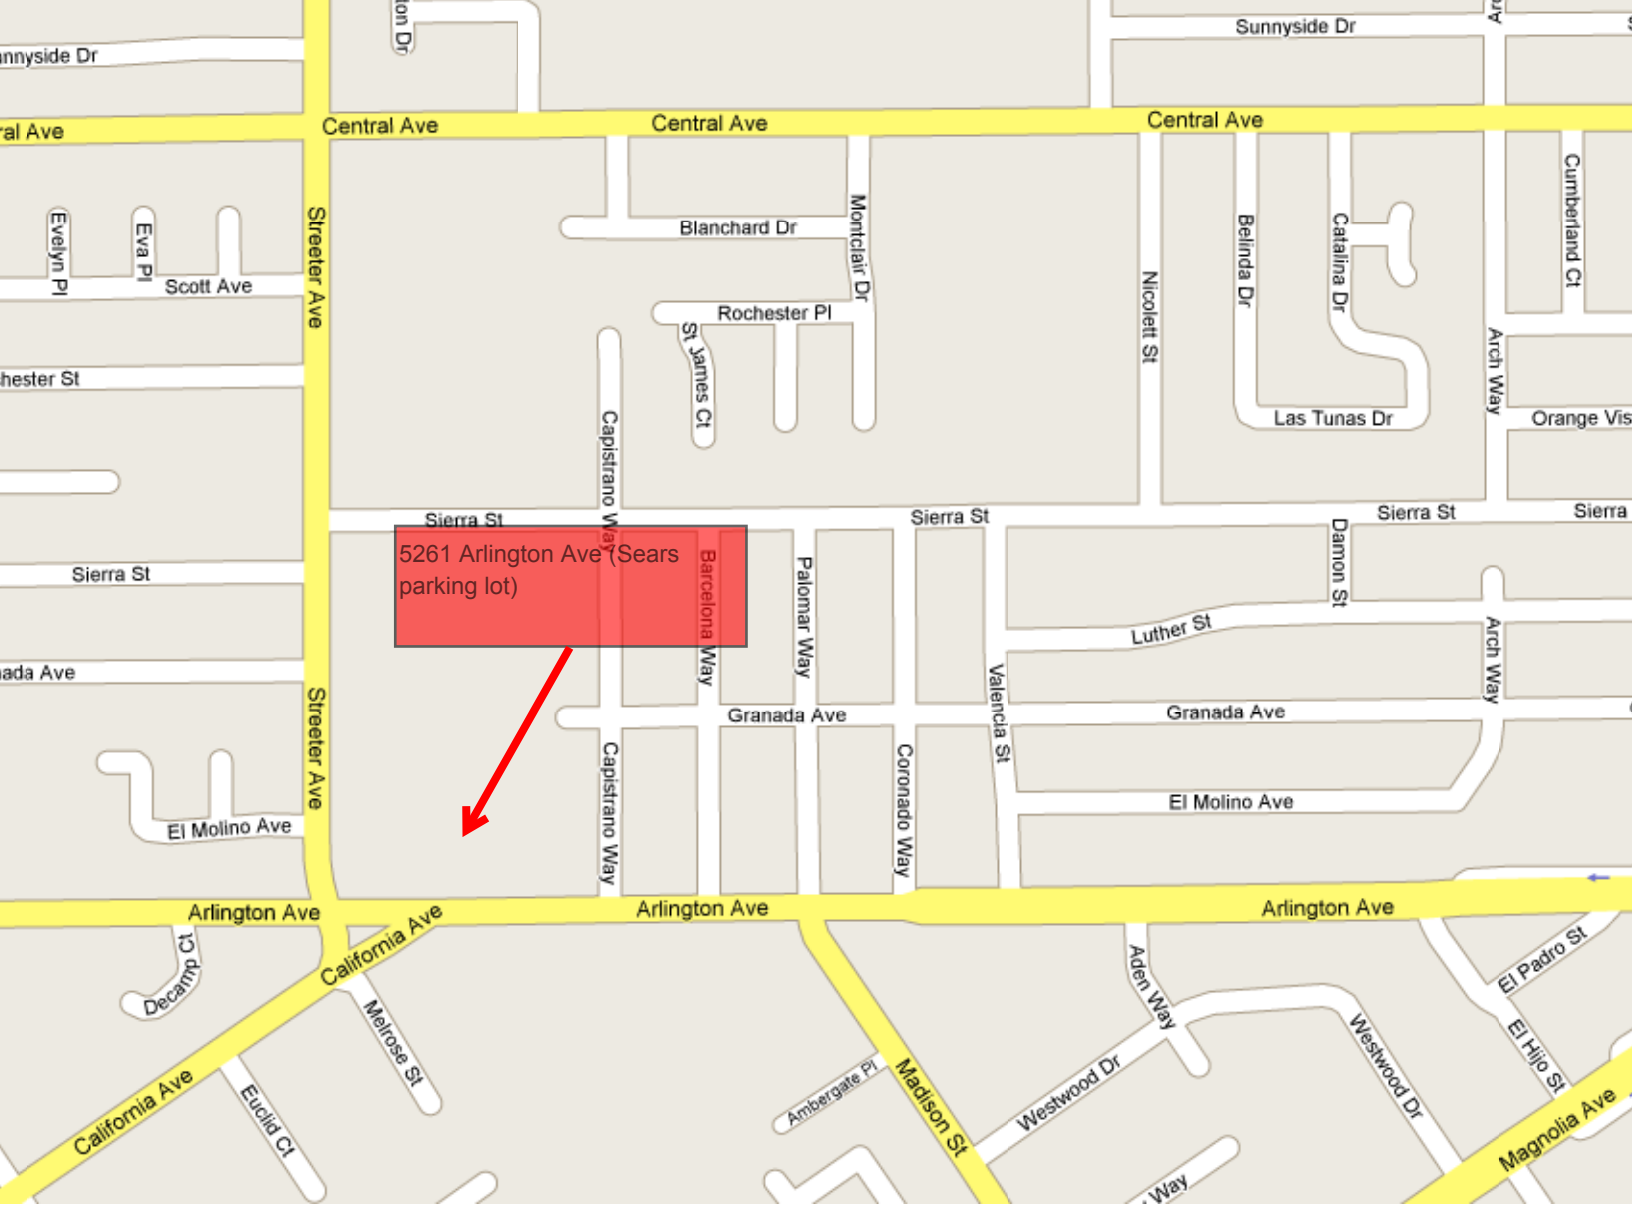 ton Dr
Sunnyside Dr
nnyside Dr
Central Ave
Central Ave
Central Ave
ral Ave
Evelyn Pl
Eva Pl
Scott Ave
Streeter Ave
Blanchard Dr
Montclair Dr
Rochester Pl
St James Ct
Nicolett St
Belinda Dr
Catalina Dr
Cumberland Ct
Arch Way
Las Tunas Dr
Orange Vis
hester St
Capistrano Way
Sierra St
Sierra St
Sierra St
Sierra
5261 Arlington Ave (Sears
parking lot)
Barcelona Way
Palomar Way
Damon St
Sierra St
Luther St
Arch Way
ada Ave
Valencia St
Granada Ave
Granada Ave
Streeter Ave
Capistrano Way
Coronado Way
El Molino Ave
El Molino Ave
Arlington Ave
California Ave
Arlington Ave
Arlington Ave
Decamp Ct
Melrose St
Aden Way
El Padro St
El Hijo St
Westwood Dr
Westwood Dr
Ambergate Pl
Madison St
California Ave
Euclid Ct
Magnolia Ave
Way